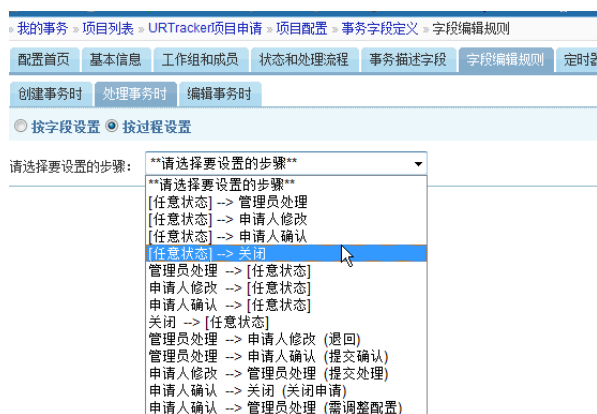 » 我的事务 » 项目列表 » URTracker项目申请 » 项目配置 » 事务字段定义 » 字段编辑规则
配置首页 基本信息 工作组和成员 状态和处理流程 事务描述字段 字段编辑规则 定时器
创建事务时 处理事务时 编辑事务时
按字段设置 按过程设置
请选择要设置的步骤： **请选择要设置的步骤**
**请选择要设置的步骤**
[任意状态] --> 管理员处理
[任意状态] --> 申请人修改
[任意状态] --> 申请人确认
[任意状态] --> 关闭
管理员处理 --> [任意状态]
申请人修改 --> [任意状态]
申请人确认 --> [任意状态]
关闭 --> [任意状态]
管理员处理 --> 申请人修改 (退回)
管理员处理 --> 申请人确认 (提交确认)
申请人修改 --> 管理员处理 (提交处理)
申请人确认 --> 关闭 (关闭申请)
申请人确认 --> 管理员处理 (需调整配置)